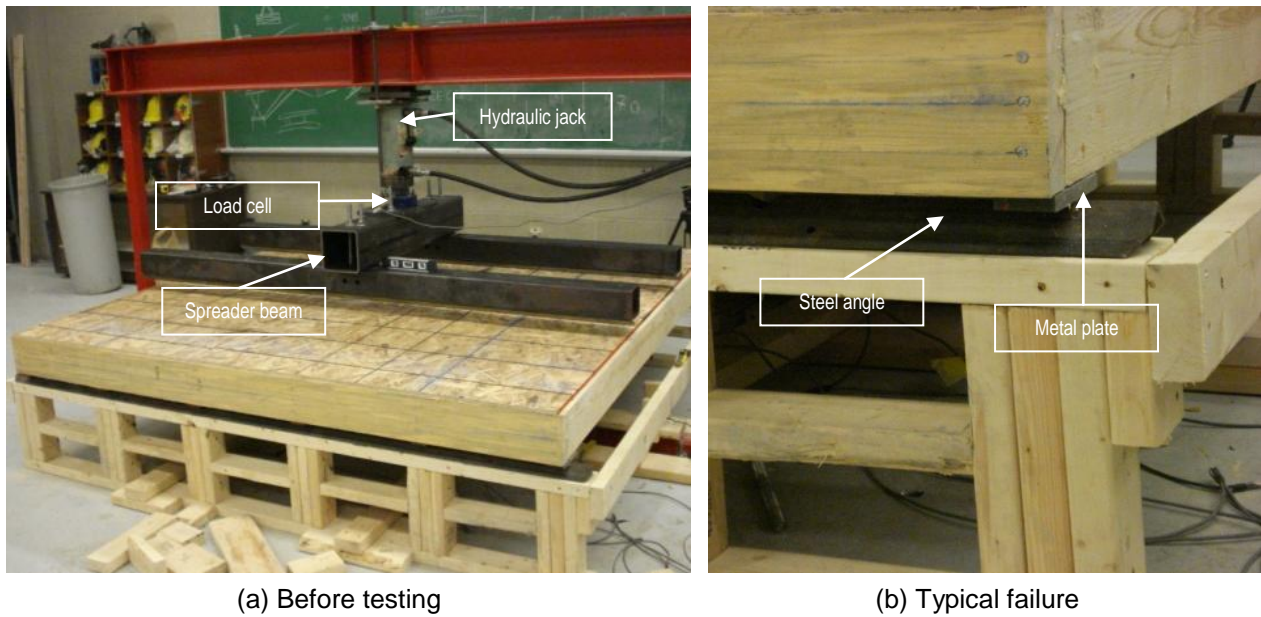 Hydraulic jack
Load cell
Spreader beam
Steel angle
Metal plate
(a) Before testing
(b) Typical failure